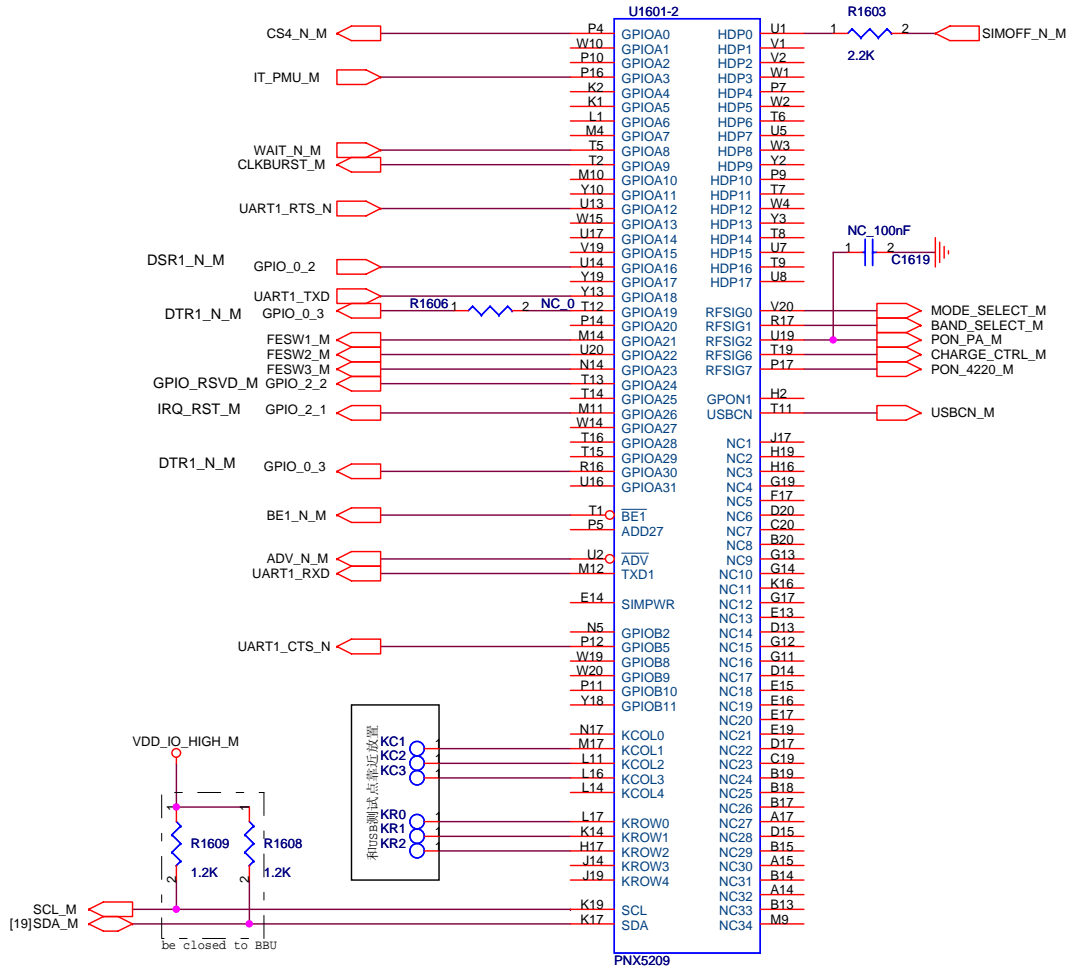 U1601-2
CS4_N_M P4 GPIOA0 HDP0 U1 1 R1603 2 SIMOFF_N_M
2.2K
W10 GPIOA1 HDP1 V1
P10 GPIOA2 HDP2 V2
IT_PMU_M P16 GPIOA3 HDP3 W1
K2 GPIOA4 HDP4 P7
K1 GPIOA5 HDP5 W2
L1 GPIOA6 HDP6 T6
M4 GPIOA7 HDP7 U5
WAIT_N_M T5 GPIOA8 HDP8 W3
CLKBURST_M T2 GPIOA9 HDP9 Y2
M10 GPIOA10 HDP10 P9
Y10 GPIOA11 HDP11 T7
UART1_RTS_N U13 GPIOA12 HDP12 W4
W15 GPIOA13 HDP13 Y3
U17 GPIOA14 HDP14 T8
NC_100nF
V19 GPIOA15 HDP15 U7 1 2
C1619
DSR1_N_M GPIO_0_2 U14 GPIOA16 HDP16 T9
Y19 GPIOA17 HDP17 U8
UART1_TXD Y13 GPIOA18
DTR1_N_M GPIO_0_3 R1606 1 2 NC_0 T12 GPIOA19 RFSIG0 V20 MODE_SELECT_M
P14 GPIOA20 RFSIG1 R17 BAND_SELECT_M
FESW1_M M14 GPIOA21 RFSIG2 U19 PON_PA_M
FESW2_M U20 GPIOA22 RFSIG6 T19 CHARGE_CTRL_M
FESW3_M N14 GPIOA23 RFSIG7 P17 PON_4220_M
GPIO_RSVD_M GPIO_2_2 T13 GPIOA24
T14 GPIOA25 GPON1 H2
IRQ_RST_M GPIO_2_1 M11 GPIOA26 USBCN T11 USBCN_M
W14 GPIOA27
T16 GPIOA28 NC1 J17
T15 GPIOA29 NC2 H19
DTR1_N_M GPIO_0_3 R16 GPIOA30 NC3 H16
U16 GPIOA31 NC4 G19
NC5 F17
BE1_N_M T1 BE1 NC6 D20
P5 ADD27 NC7 C20
NC8 B20
ADV_N_M U2 ADV NC9 G13
UART1_RXD M12 TXD1 NC10 G14
NC11 K16
E14 SIMPWR NC12 G17
NC13 E13
N5 GPIOB2 NC14 D13
UART1_CTS_N P12 GPIOB5 NC15 G12
W19 GPIOB8 NC16 G11
W20 GPIOB9 NC17 D14
P11 GPIOB10 NC18 E15
Y18 GPIOB11 NC19 E16
NC20 E17
N17 KCOL0 NC21 E19
KC1 1 M17 KCOL1 NC22 D17
KC2 1 L11 KCOL2 NC23 C19
KC3 1 L16 KCOL3 NC24 B19
L14 KCOL4 NC25 B18
NC26 B17
KR0 1 L17 KROW0 NC27 A17
KR1 1 K14 KROW1 NC28 D15
KR2 1 H17 KROW2 NC29 B15
J14 KROW3 NC30 A15
J19 KROW4 NC31 B14
NC32 A14
SCL_M K19 SCL NC33 B13
[19]SDA_M K17 SDA NC34 M9
和USB测试点靠近放置
VDD_IO_HIGH_M
1 1
R1609 R1608
1.2K 1.2K
2 2
be closed to BBU
PNX5209